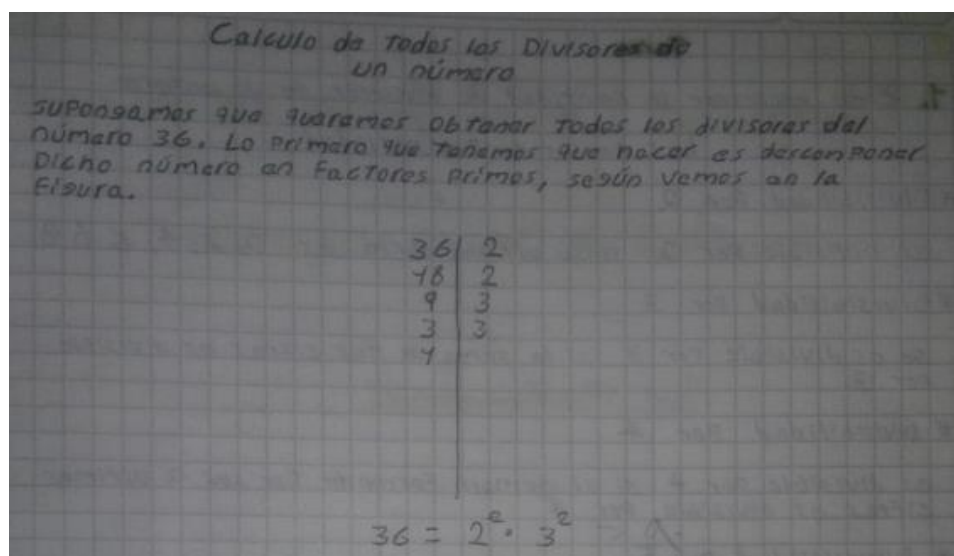 Calculo de Todos los Divisores de
un número
supongamos que queremos obtener Todos los divisores del
número 36. Lo primero que Tenemos que hacer es descomponer
Dicho número en Factores primos, según vemos en la
Figura.
36 | 2
18 | 2
9 | 3
3 | 3
1
36 = 2² · 3²